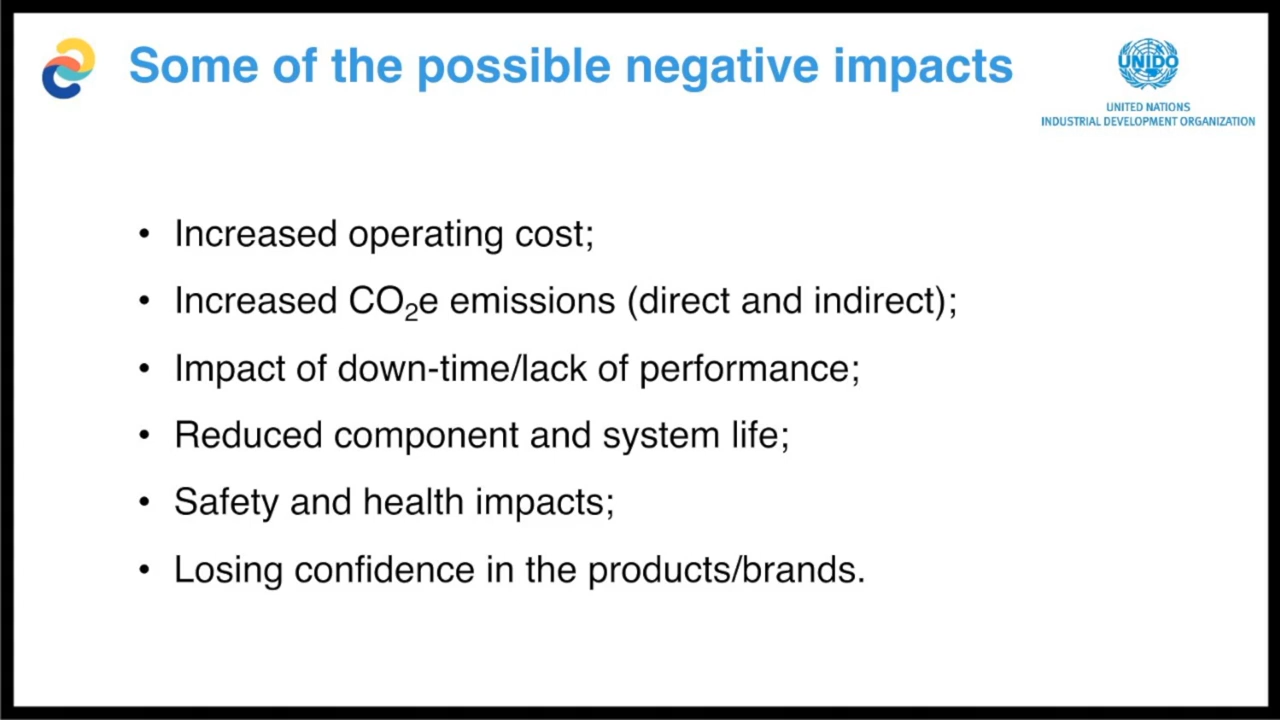 Some of the possible negative impacts
UNIDO
UNITED NATIONS
INDUSTRIAL DEVELOPMENT ORGANIZATION
• Increased operating cost;
• Increased CO₂e emissions (direct and indirect);
• Impact of down-time/lack of performance;
• Reduced component and system life;
• Safety and health impacts;
• Losing confidence in the products/brands.